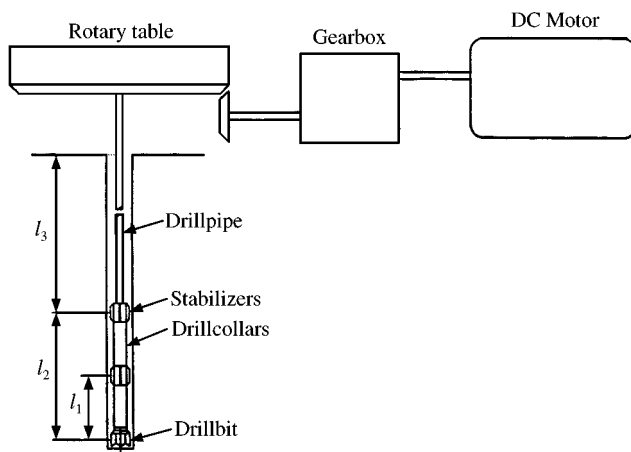 DC Motor
Rotary table
Gearbox
l3
Drillpipe
Stabilizers
Drillcollars
l2
l1
Drillbit